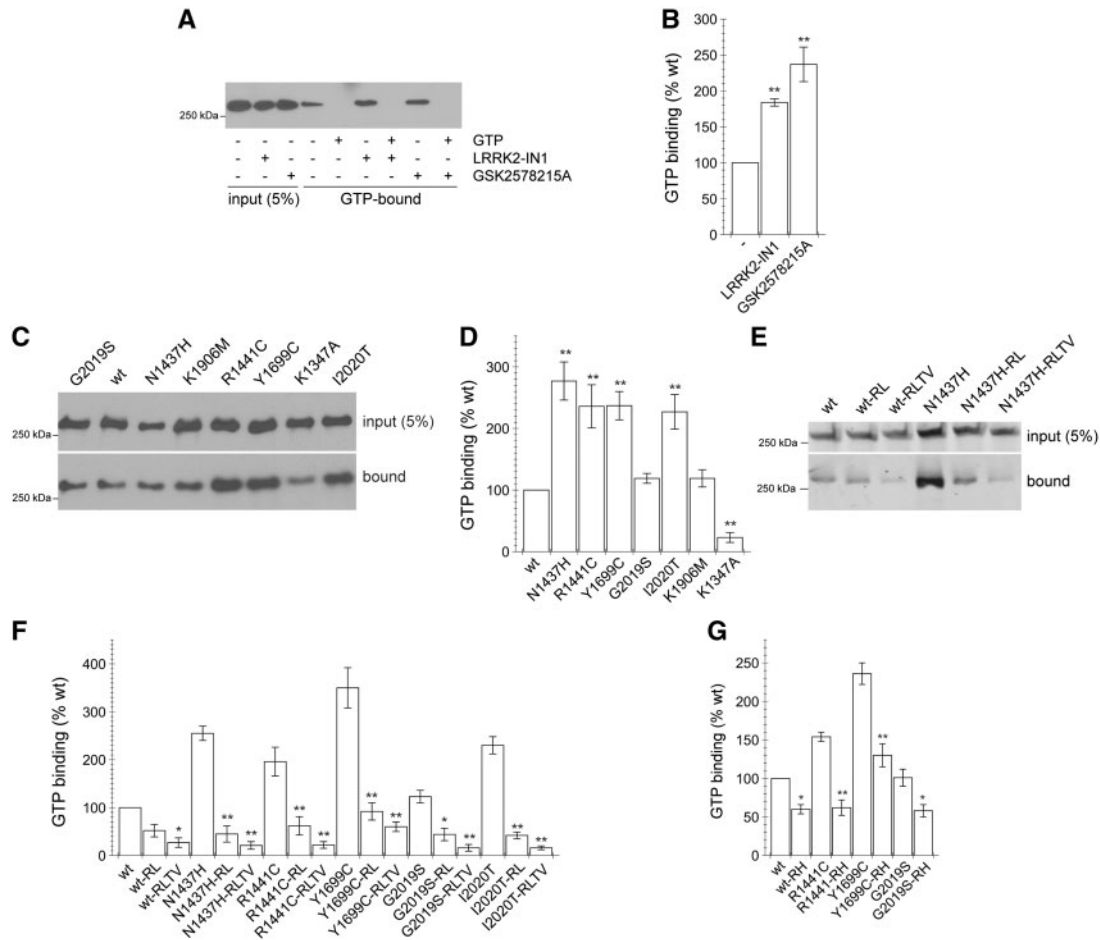 A
250 kDa
- + - - + - + GTP
- + - - - + + - - LRRK2-IN1
- - + - - - - + + GSK2578215A
input (5%) GTP-bound
B
GTP binding (% wt)
300
250
200
150
100
50
0
**
**
-
LRRK2-IN1
GSK2578215A
C
G2019S wt N1437H K1906M R1441C Y1699C K1347A I2020T
250 kDa
input (5%)
250 kDa
bound
D
GTP binding (% wt)
300
200
100
0
** ** ** ** **
wt N1437H R1441C Y1699C G2019S I2020T K1906M K1347A
E
wt wt-RL wt-RLTV N1437H N1437H-RL N1437H-RLTV
250 kDa
input (5%)
250 kDa
bound
F
GTP binding (% wt)
400
300
200
100
0
* ** ** ** ** ** ** * ** ** **
wt wt-RL wt-RLTV N1437H N1437H-RL N1437H-RLTV R1441C R1441C-RL R1441C-RLTV Y1699C Y1699C-RL Y1699C-RLTV G2019S G2019S-RL G2019S-RLTV I2020T I2020T-RL I2020T-RLTV
G
GTP binding (% wt)
250
200
150
100
50
0
* ** ** *
wt wt-RH R1441C R1441-RH Y1699C Y1699C-RH G2019S G2019S-RH